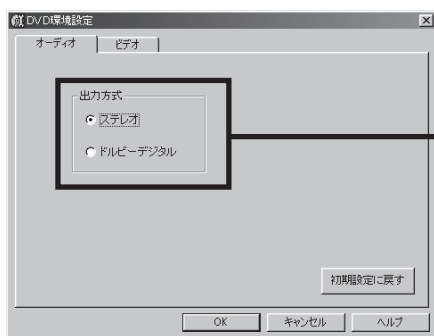 DVD環境設定
オーディオ ビデオ
出力方式
ステレオ
ドルビーデジタル
初期設定に戻す
OK キャンセル ヘルプ